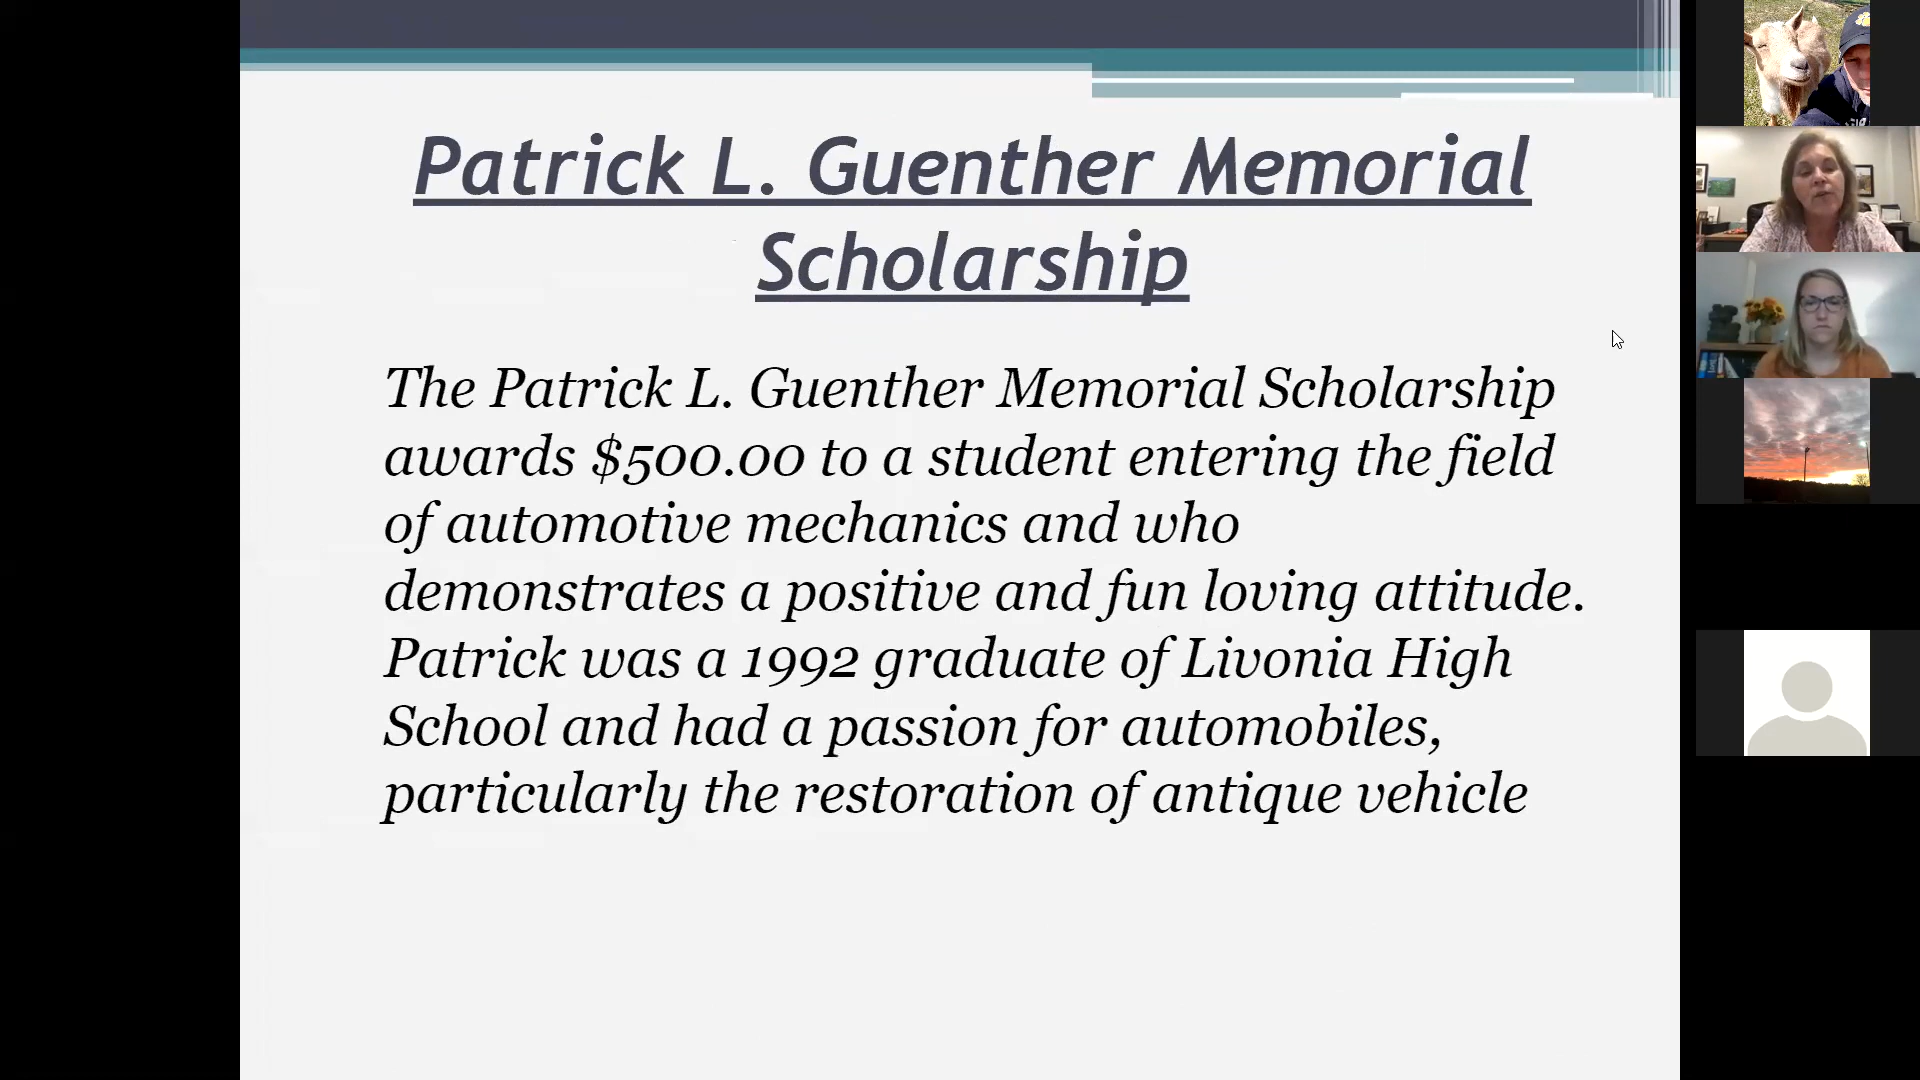 Patrick L. Guenther Memorial
Scholarship
The Patrick L. Guenther Memorial Scholarship
awards $500.00 to a student entering the field
of automotive mechanics and who
demonstrates a positive and fun loving attitude.
Patrick was a 1992 graduate of Livonia High
School and had a passion for automobiles,
particularly the restoration of antique vehicle